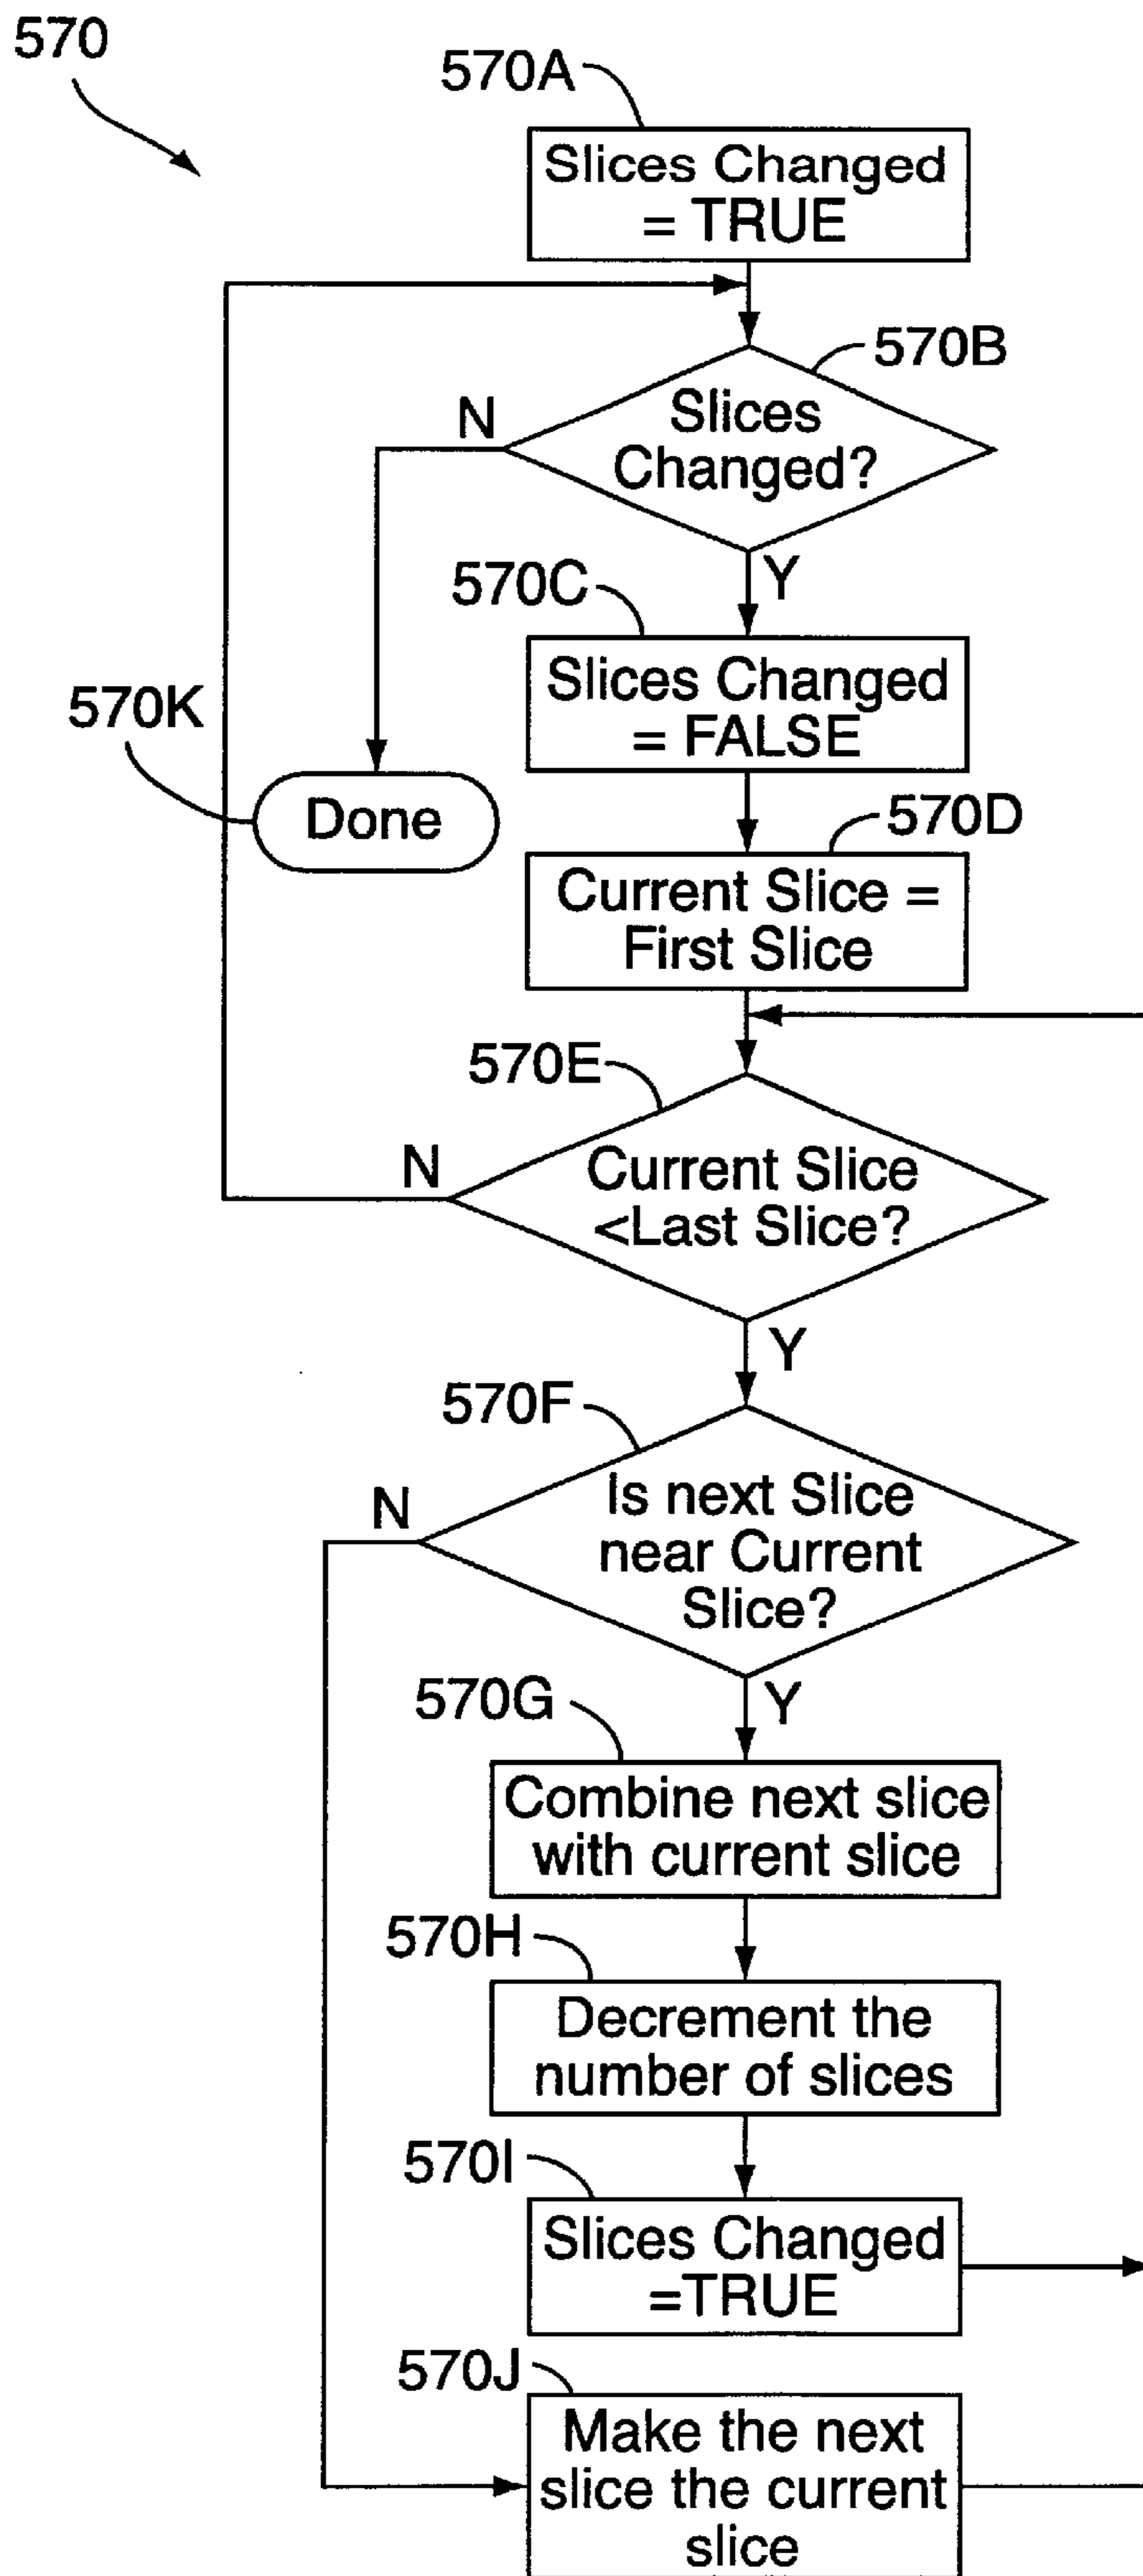 570
570A
Slices Changed
= TRUE
570B
Slices
Changed?
N
Y
570C
Slices Changed
= FALSE
570K
Done
570D
Current Slice =
First Slice
570E
Current Slice
<Last Slice?
N
Y
570F
Is next Slice
near Current
Slice?
N
Y
570G
Combine next slice
with current slice
570H
Decrement the
number of slices
570I
Slices Changed
=TRUE
570J
Make the next
slice the current
slice